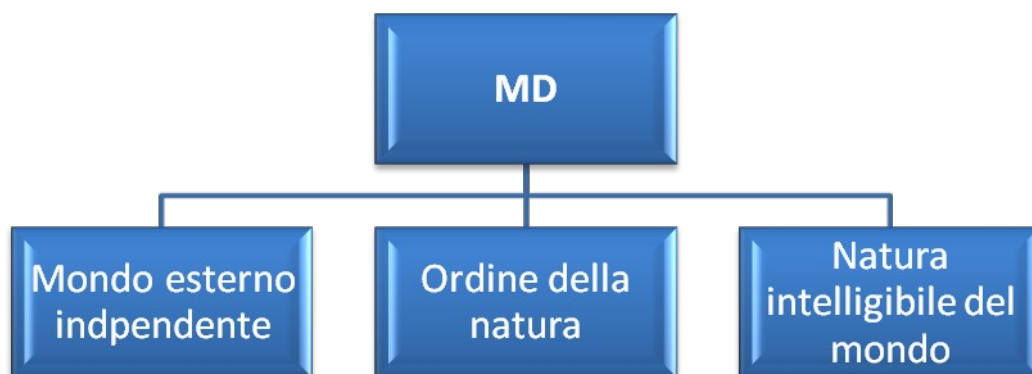 MD
Mondo esterno
indpendente
Ordine della
natura
Natura
intelligibile del
mondo